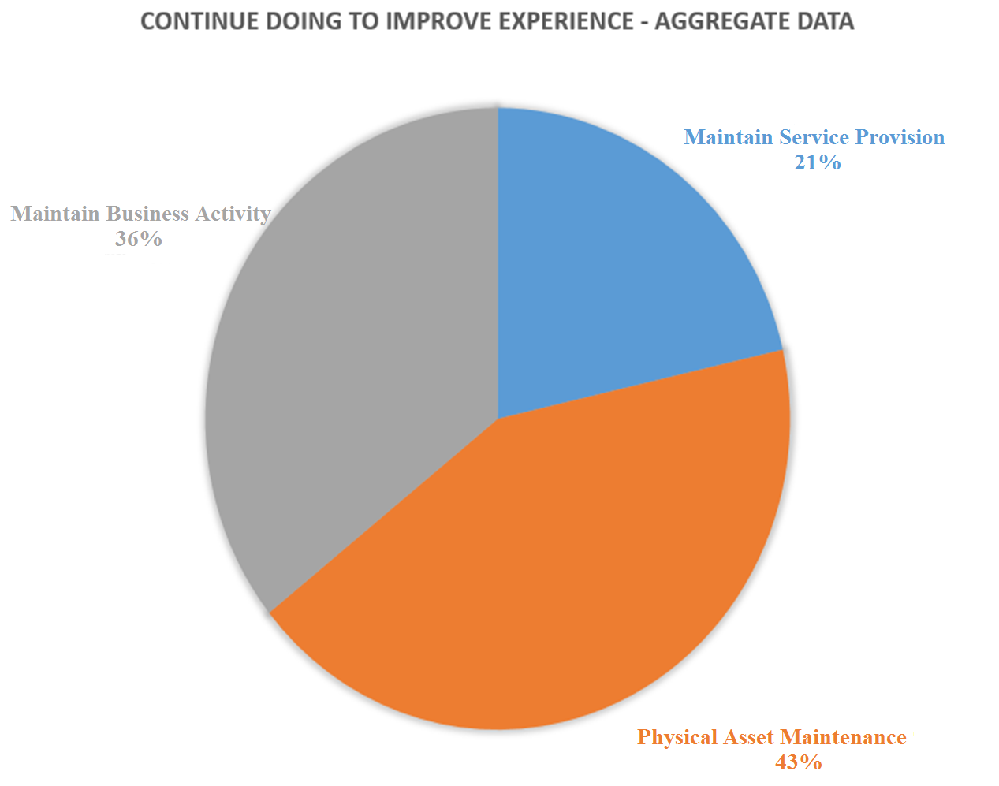 CONTINUE DOING TO IMPROVE EXPERIENCE - AGGREGATE DATA
Maintain Service Provision
21%
Maintain Business Activity
36%
Physical Asset Maintenance
43%